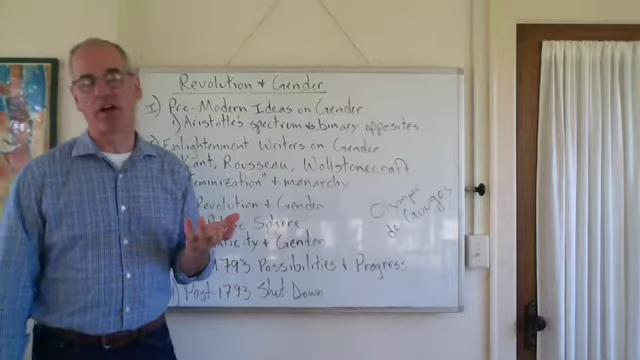 Revolution & Gender
I) Pre-Modern Ideas on Gender
1) Aristotle's spectrum vs. binary opposites
Enlightenment Writers on Gender
Kant, Rousseau, Wollstonecraft
+ monarchy
Revolution & Gender
Sphere
& Gender
1793 Possibilities & Progress
Post-1793 Shut-Down
Olympe
de Gouges